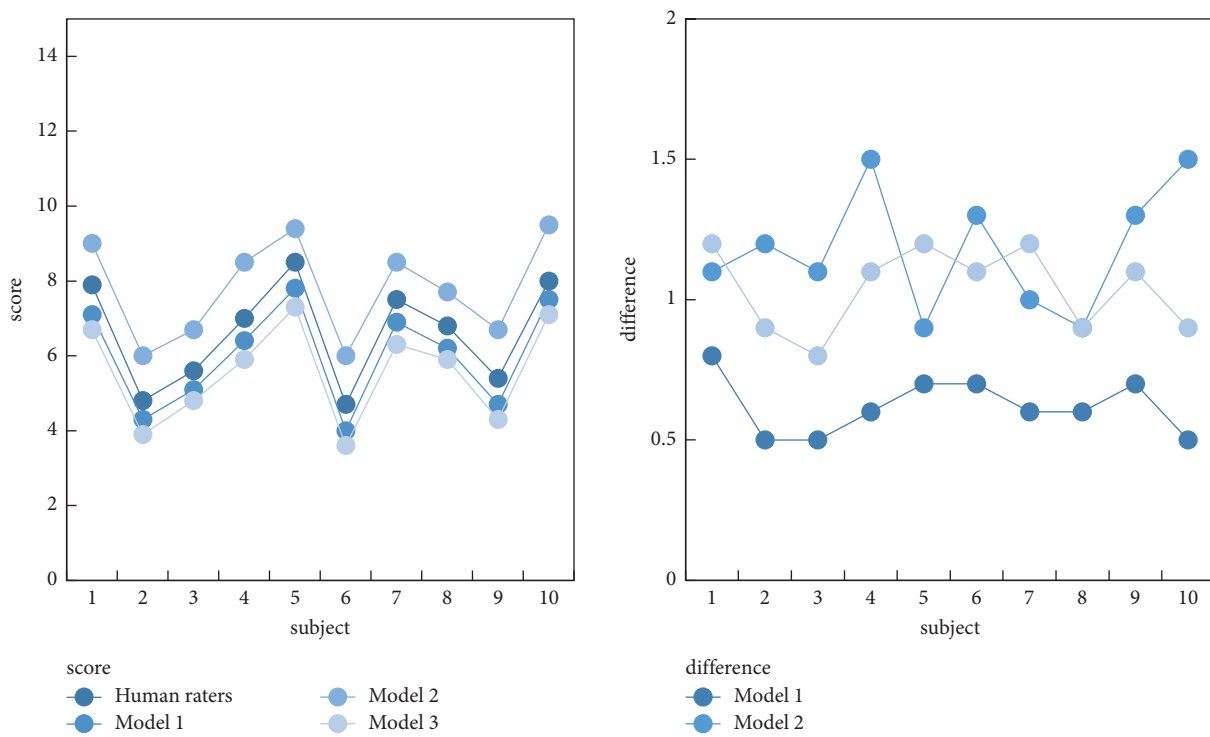 14
12
10
8
6
4
2
0
score
1 2 3 4 5 6 7 8 9 10
subject
score
Human raters
Model 1
Model 2
Model 3
2
1.5
1
0.5
0
difference
1 2 3 4 5 6 7 8 9 10
subject
difference
Model 1
Model 2